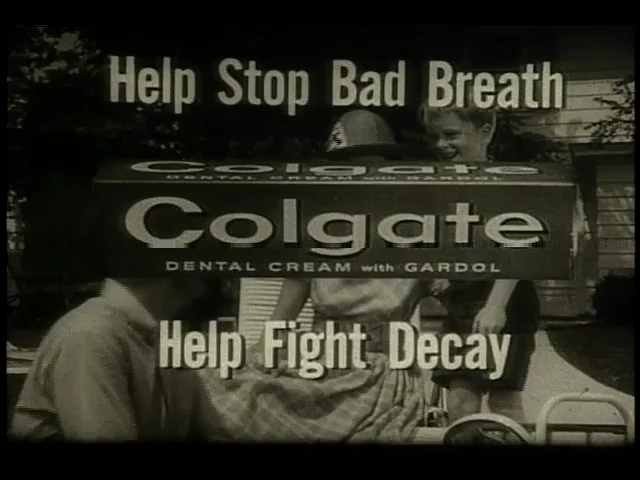 Help Stop Bad Breath
Colgate
DENTAL CREAM with GARDOL
Colgate
DENTAL CREAM with GARDOL
Help Fight Decay